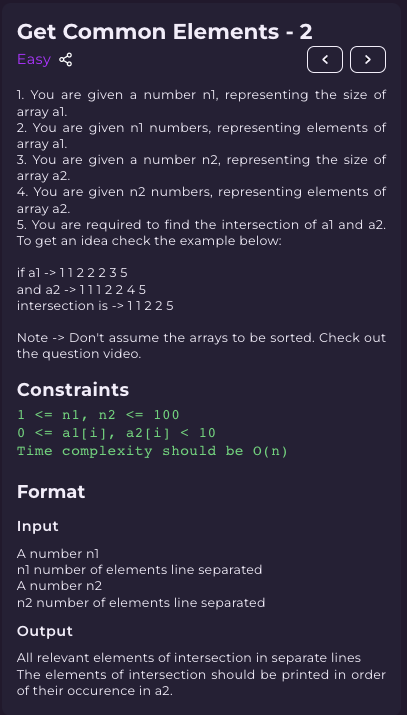 Get Common Elements - 2
Easy
1. You are given a number n1, representing the size of
array a1.
2. You are given n1 numbers, representing elements of
array a1.
3. You are given a number n2, representing the size of
array a2.
4. You are given n2 numbers, representing elements of
array a2.
5. You are required to find the intersection of a1 and a2.
To get an idea check the example below:
if a1 -> 1 1 2 2 2 3 5
and a2 -> 1 1 1 2 2 4 5
intersection is -> 1 1 2 2 5
Note -> Don't assume the arrays to be sorted. Check out
the question video.
Constraints
1 <= n1, n2 <= 100
0 <= a1[i], a2[i] < 10
Time complexity should be O(n)
Format
Input
A number n1
n1 number of elements line separated
A number n2
n2 number of elements line separated
Output
All relevant elements of intersection in separate lines
The elements of intersection should be printed in order
of their occurence in a2.